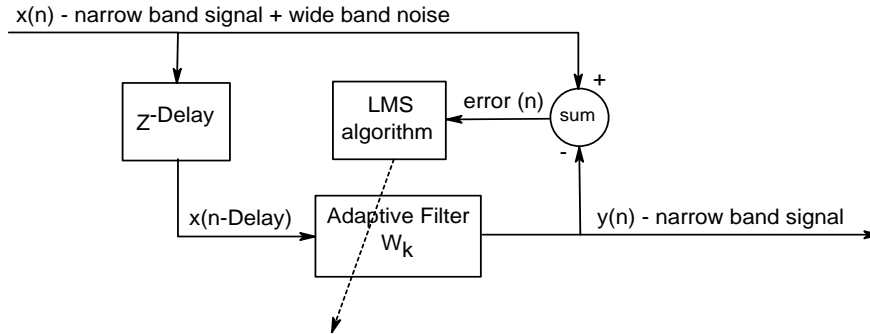 x(n) - narrow band signal + wide band noise
+
LMS
algorithm
error (n)
sum
Z-Delay
-
x(n-Delay)
Adaptive Filter
Wk
y(n) - narrow band signal